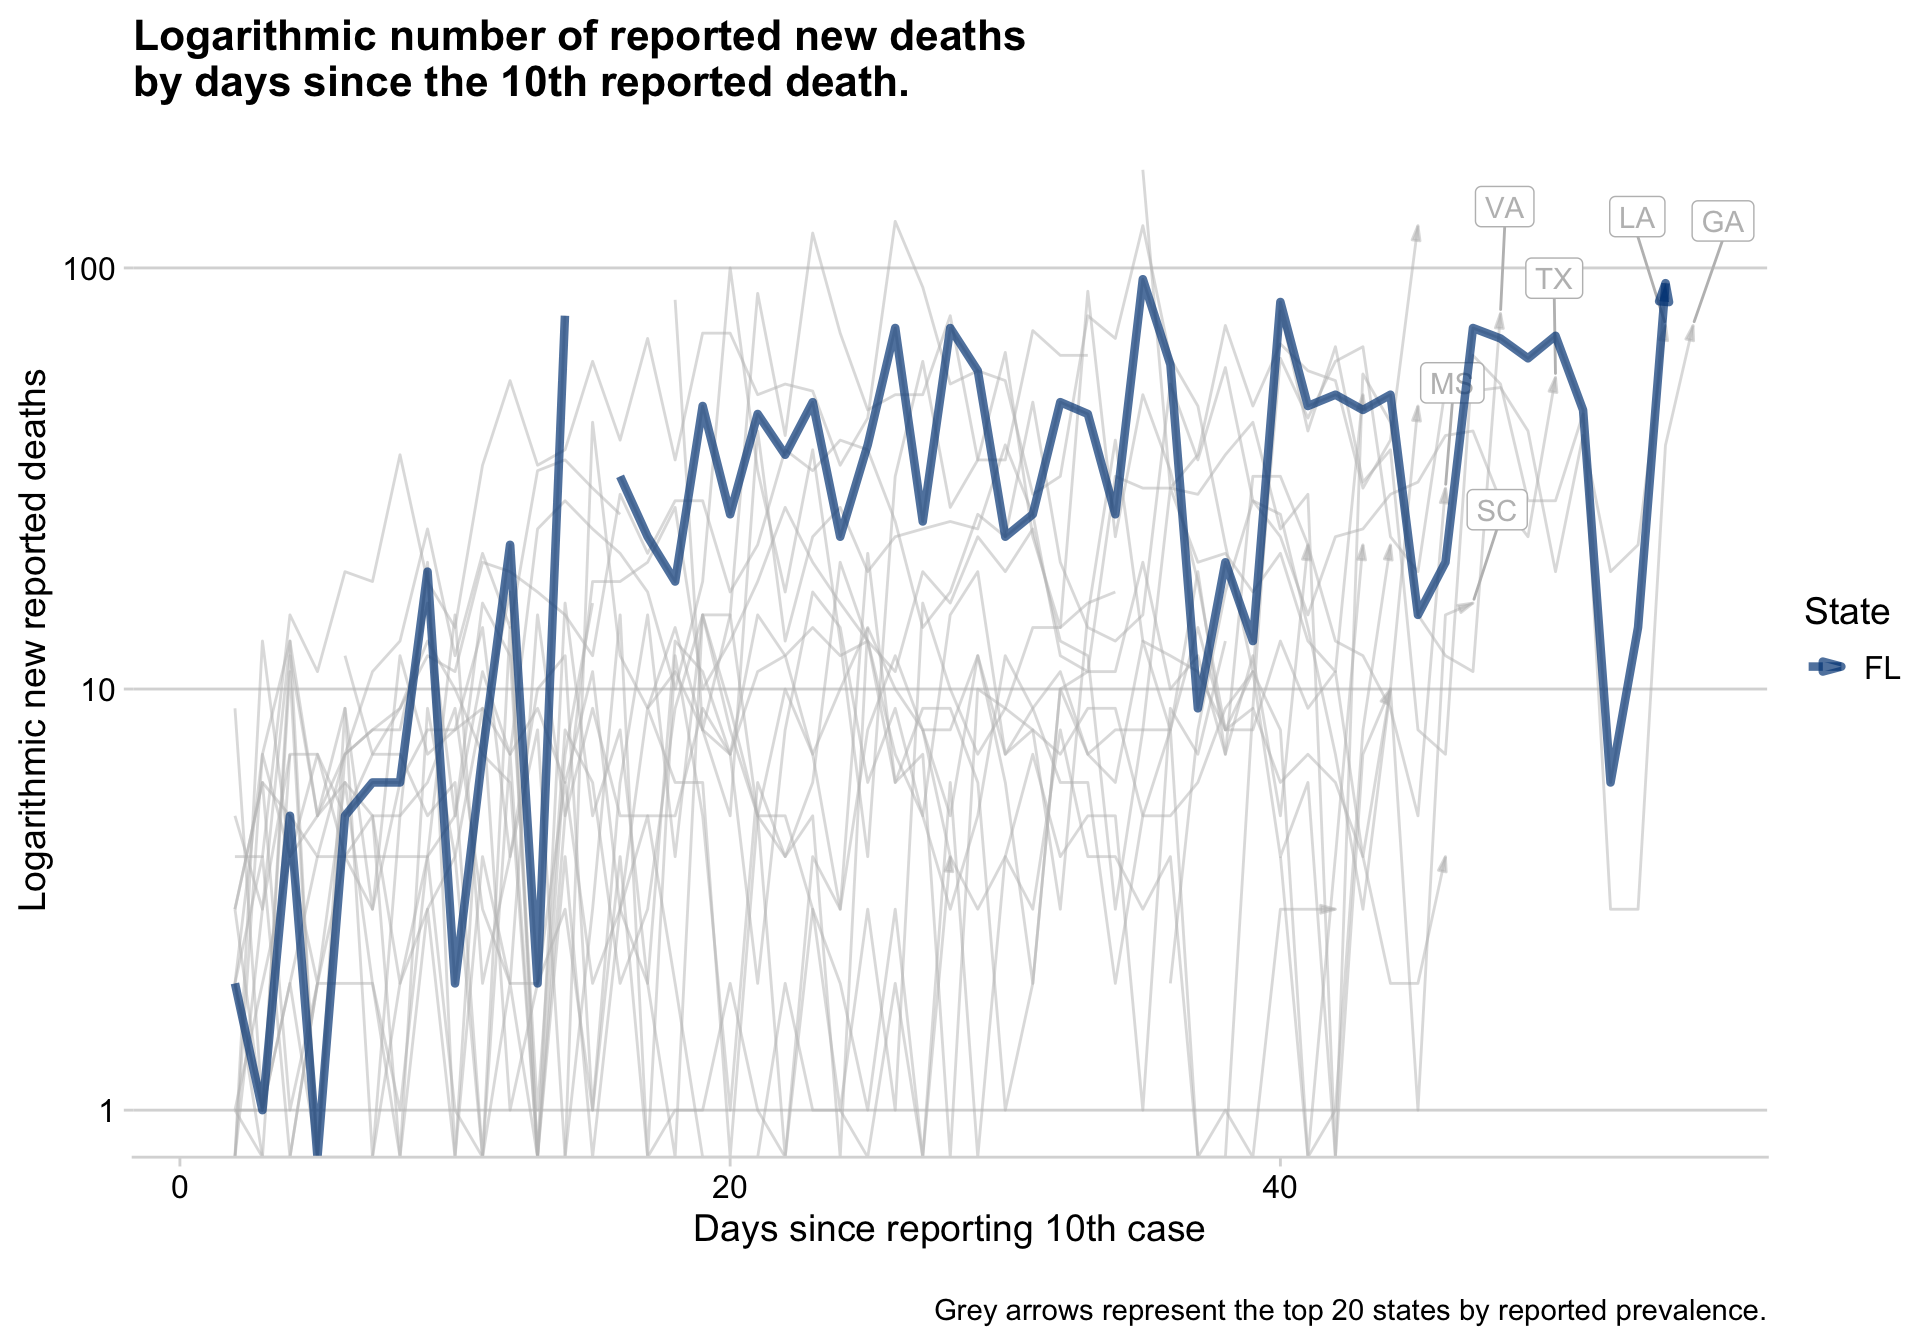 Logarithmic number of reported new deaths
by days since the 10th reported death.
Logarithmic new reported deaths
100
10
1
VA
LA
GA
TX
MS
SC
State
FL
0
20
40
Days since reporting 10th case
Grey arrows represent the top 20 states by reported prevalence.